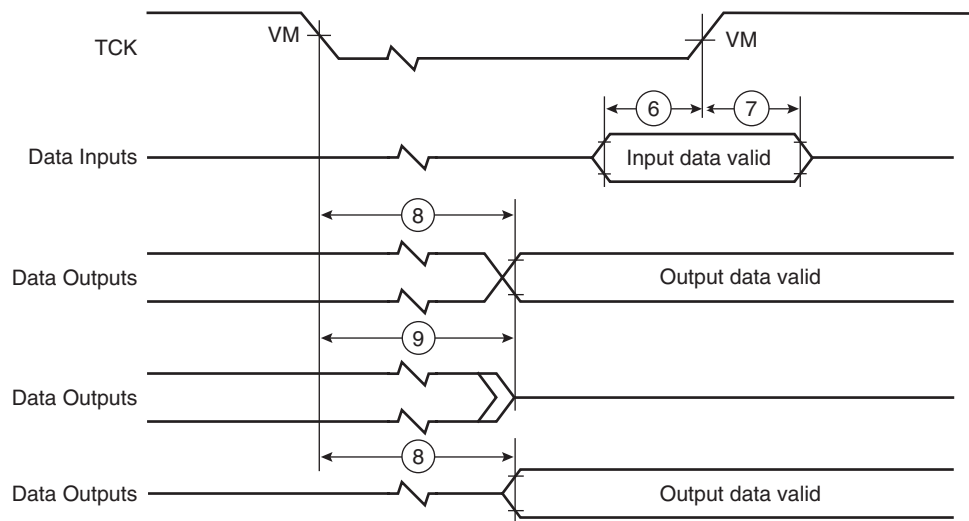 TCK
VM
VM
6
7
Data Inputs
Input data valid
8
Data Outputs
Output data valid
9
Data Outputs
8
Data Outputs
Output data valid